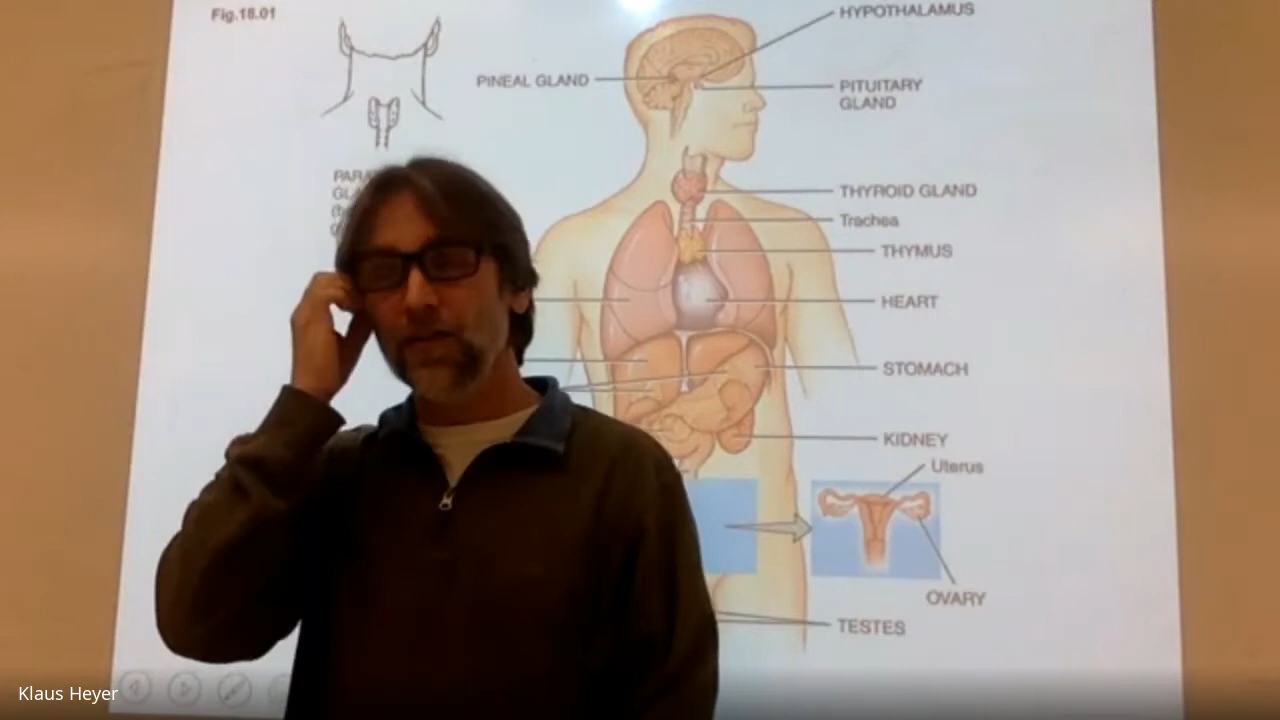 Fig.18.01
HYPOTHALAMUS
PINEAL GLAND
PITUITARY
GLAND
THYROID GLAND
Trachea
THYMUS
HEART
STOMACH
KIDNEY
Uterus
OVARY
TESTES
Klaus Heyer